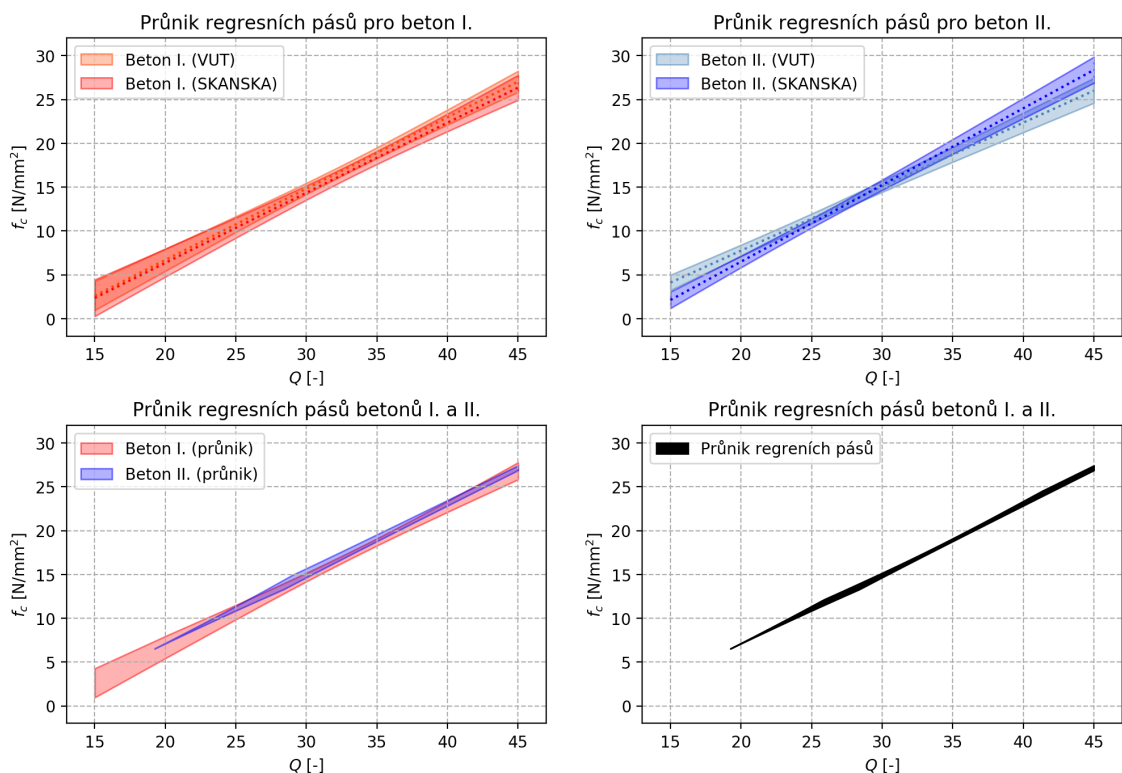 Průnik regresních pásů pro beton I.
Beton I. (VUT)
Beton I. (SKANSKA)
30
25
20
15
10
5
0
f_c [N/mm²]
15 20 25 30 35 40 45
Q [-]
Průnik regresních pásů pro beton II.
Beton II. (VUT)
Beton II. (SKANSKA)
30
25
20
15
10
5
0
f_c [N/mm²]
15 20 25 30 35 40 45
Q [-]
Průnik regresních pásů betonů I. a II.
Beton I. (průnik)
Beton II. (průnik)
30
25
20
15
10
5
0
f_c [N/mm²]
15 20 25 30 35 40 45
Q [-]
Průnik regresních pásů betonů I. a II.
Průnik regreních pásů
30
25
20
15
10
5
0
f_c [N/mm²]
15 20 25 30 35 40 45
Q [-]